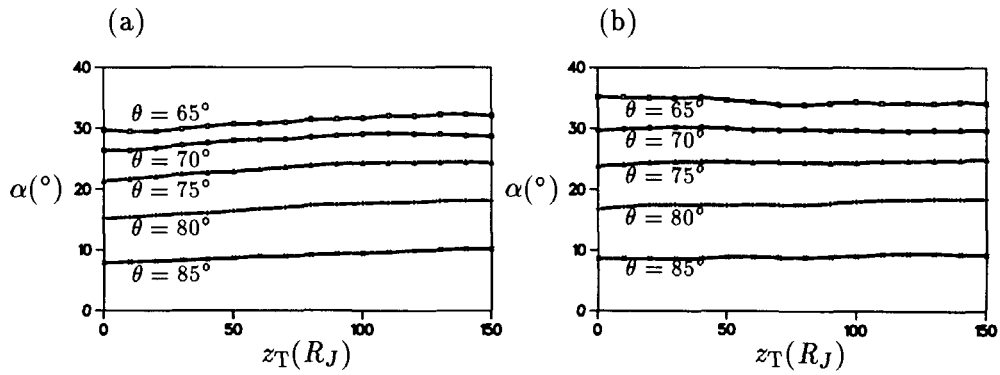 (a)
40
30
20
10
0
α(°)
θ = 65°
θ = 70°
θ = 75°
θ = 80°
θ = 85°
0 50 100 150
z_T(R_J)
(b)
40
30
20
10
0
α(°)
θ = 65°
θ = 70°
θ = 75°
θ = 80°
θ = 85°
0 50 100 150
z_T(R_J)